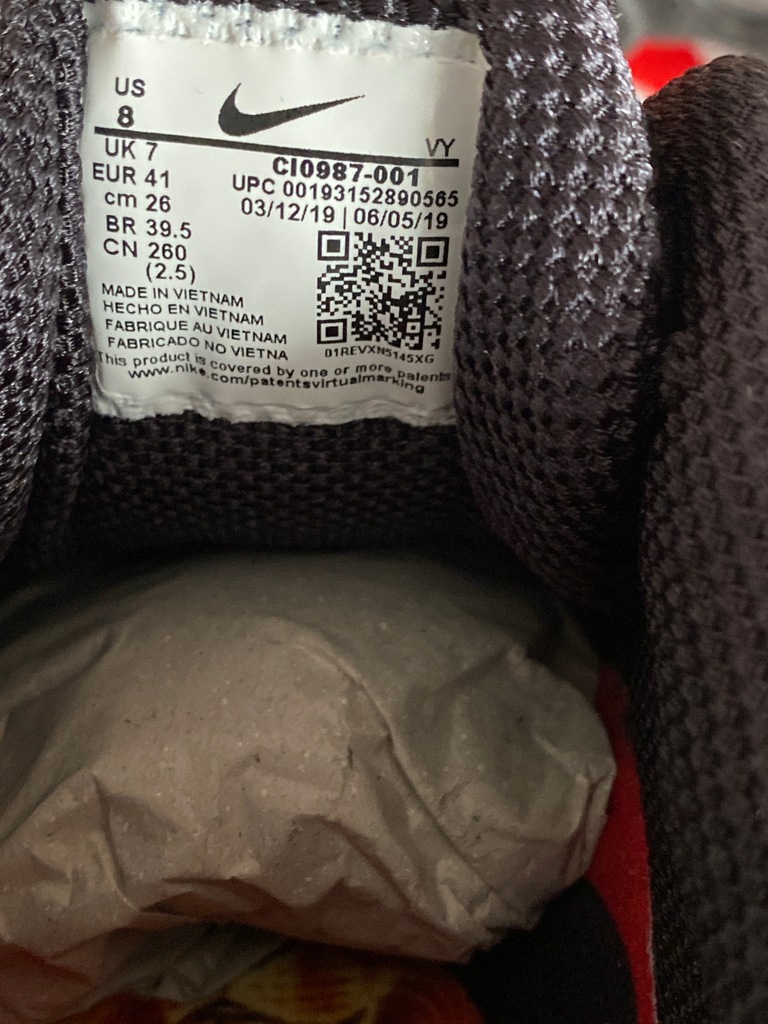 US
8
VY
UK 7
EUR 41
cm 26
BR 39.5
CN 260
(2.5)
CI0987-001
UPC 00193152890565
03/12/19 | 06/05/19
01REVXN5145XG
MADE IN VIETNAM
HECHO EN VIETNAM
FABRIQUE AU VIETNAM
FABRICADO NO VIETNA
This product is covered by one or more patents
www.nike.com/patentsvirtualmarking